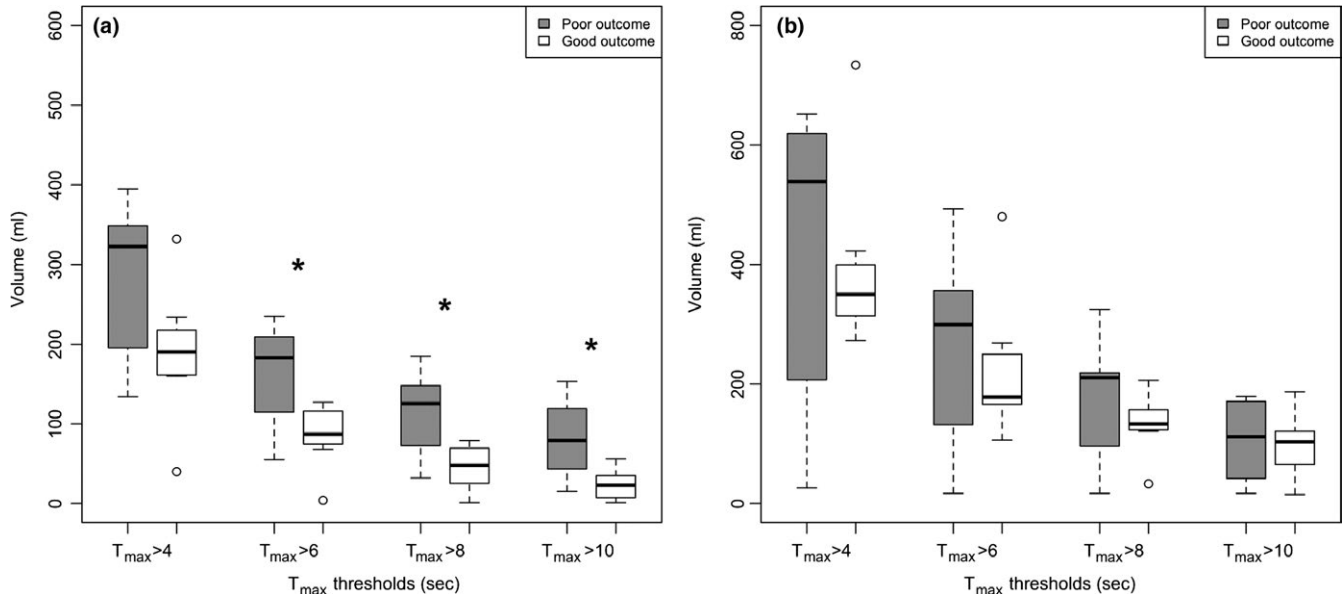 (a)
Poor outcome
Good outcome
600
500
400
300
200
100
0
Volume (ml)
*
*
*
Tmax>4
Tmax>6
Tmax>8
Tmax>10
Tmax thresholds (sec)
(b)
Poor outcome
Good outcome
800
600
400
200
0
Volume (ml)
Tmax>4
Tmax>6
Tmax>8
Tmax>10
Tmax thresholds (sec)